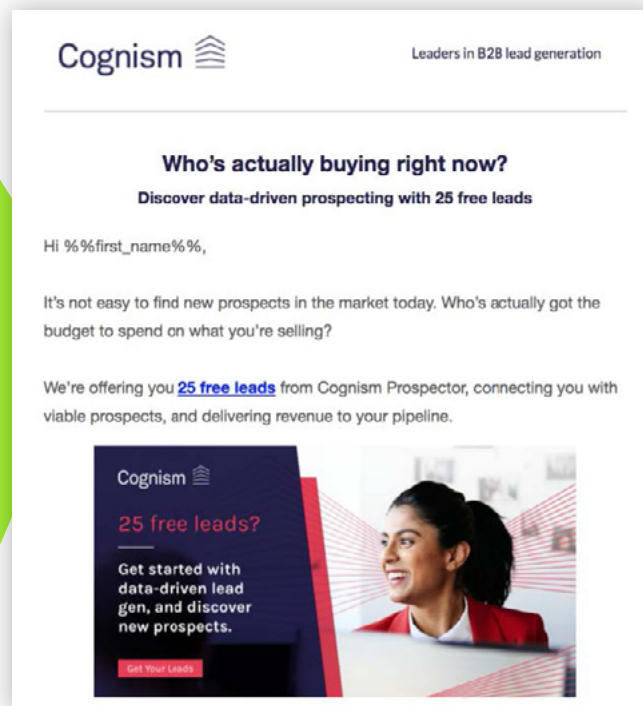 Cognism
Leaders in B2B lead generation
Who's actually buying right now?
Discover data-driven prospecting with 25 free leads
Hi %%first_name%%,
It's not easy to find new prospects in the market today. Who's actually got the
budget to spend on what you're selling?
We're offering you 25 free leads from Cognism Prospector, connecting you with
viable prospects, and delivering revenue to your pipeline.
Cognism
25 free leads?
Get started with
data-driven lead
gen, and discover
new prospects.
Get Your Leads